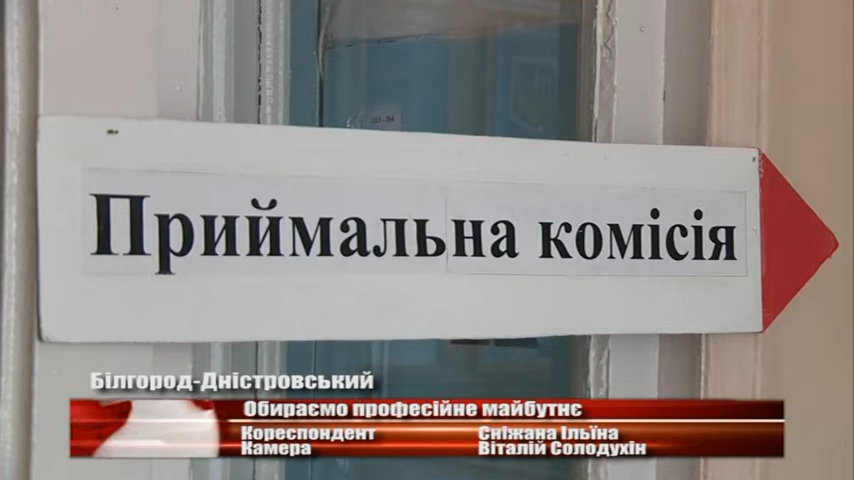 Приймальна комісія
Білгород-Дністровський
Обираємо професійне майбутнє
Кореспондент Сніжана Ільїна
Камера Віталій Солодухін